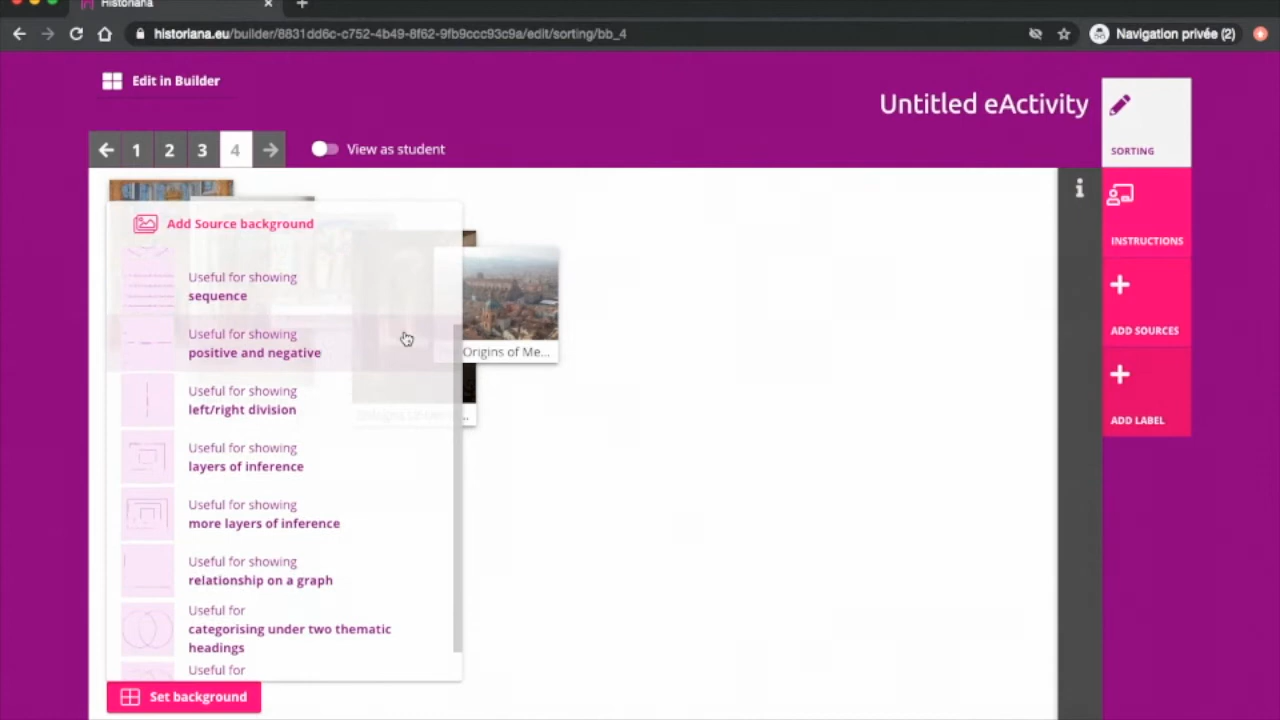 Historiana
historiana.eu/builder/8831dd6c-c752-4b49-8f62-9fb9ccc93c9a/edit/sorting/bb_4
Navigation privée (2)
Edit in Builder
Untitled eActivity
1 2 3 4
View as student
SORTING
INSTRUCTIONS
ADD SOURCES
ADD LABEL
Add Source background
Useful for showing
sequence
Useful for showing
positive and negative
Useful for showing
left/right division
Useful for showing
layers of inference
Useful for showing
more layers of inference
Useful for showing
relationship on a graph
Useful for
categorising under two thematic
headings
Useful for
Origins of Me...
Set background